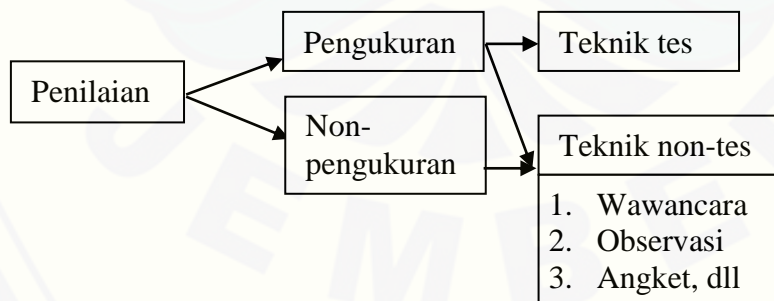 Penilaian
Pengukuran
Non-
pengukuran
Teknik tes
Teknik non-tes
1. Wawancara
2. Observasi
3. Angket, dll